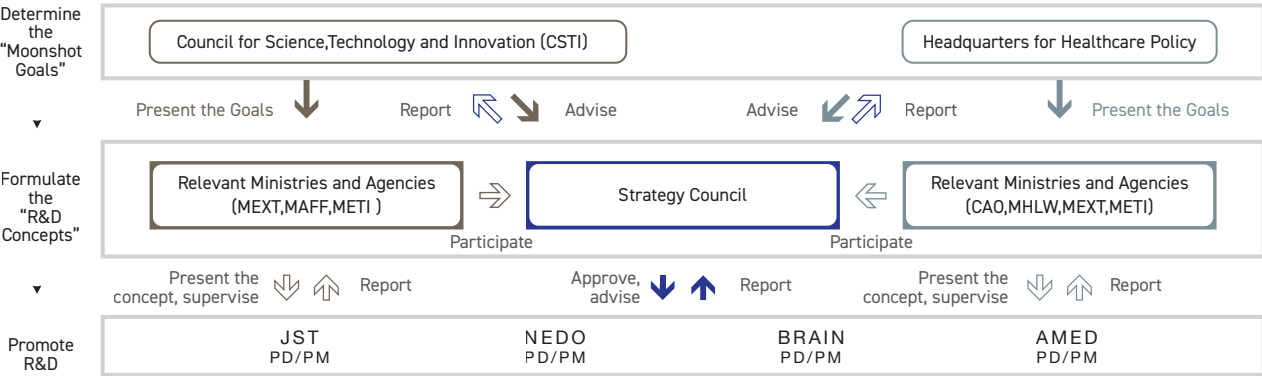 Determine
the
“Moonshot
Goals”
Council for Science,Technology and Innovation (CSTI)
Headquarters for Healthcare Policy
Present the Goals
Report
Advise
Advise
Report
Present the Goals
Formulate
the
“R&D
Concepts”
Relevant Ministries and Agencies
(MEXT,MAFF,METI )
Strategy Council
Relevant Ministries and Agencies
(CAO,MHLW,MEXT,METI)
Participate
Participate
Present the
concept, supervise
Report
Approve,
advise
Report
Present the
concept, supervise
Report
Promote
R&D
JST
PD/PM
NEDO
PD/PM
BRAIN
PD/PM
AMED
PD/PM